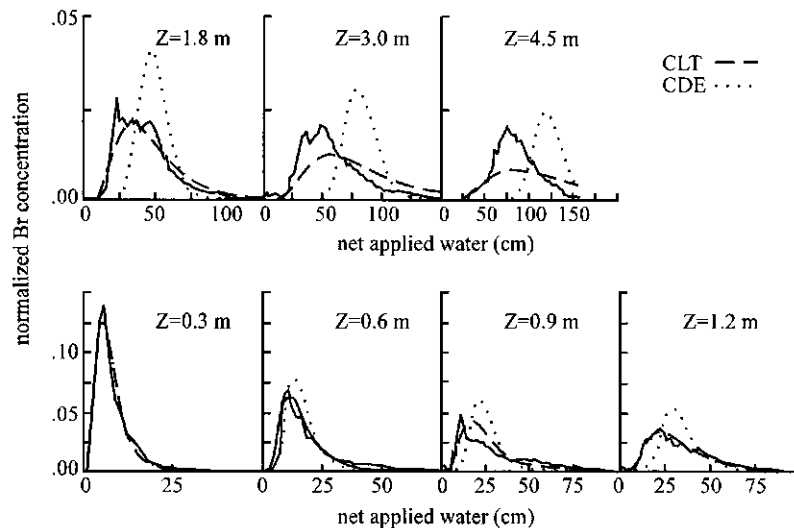 .05
Z=1.8 m
Z=3.0 m
Z=4.5 m
CLT
CDE
.00
0 50 100 0 50 100 0 50 100 150
net applied water (cm)
normalized Br concentration
Z=0.3 m
Z=0.6 m
Z=0.9 m
Z=1.2 m
.10
.05
.00
0 25 0 25 50 0 25 50 75 0 25 50 75
net applied water (cm)